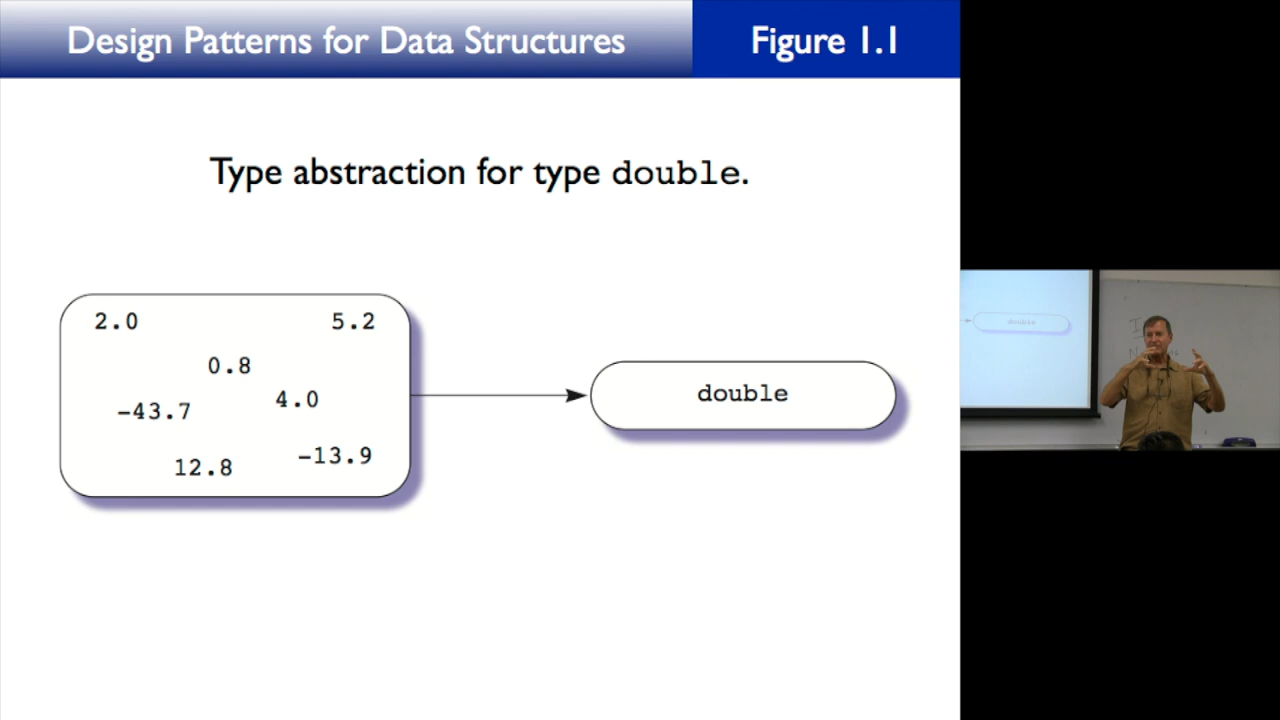 Design Patterns for Data Structures
Figure 1.1
Type abstraction for type double.
2.0
5.2
0.8
-43.7
4.0
12.8
-13.9
double
double